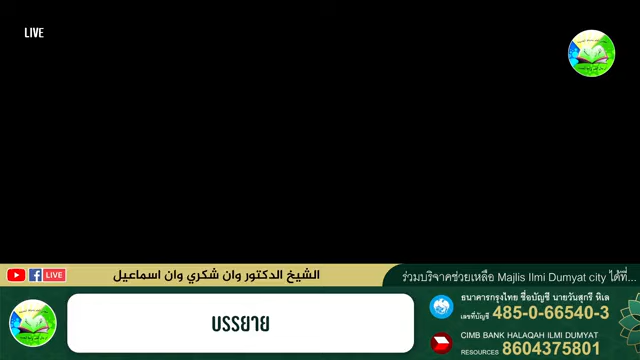 LIVE
LIVE
الشيخ الدكتور وان شكري وان اسماعيل
ร่วมบริจาคช่วยเหลือ Majlis Ilmi Dumyat city ได้ที่...
บรรยาย
ธนาคารกรุงไทย ชื่อบัญชี นายวันสุกรี หิเล
เลขที่บัญชี 485-0-66540-3
CIMB BANK HALAQAH ILMI DUMYAT
RESOURCES 8604375801